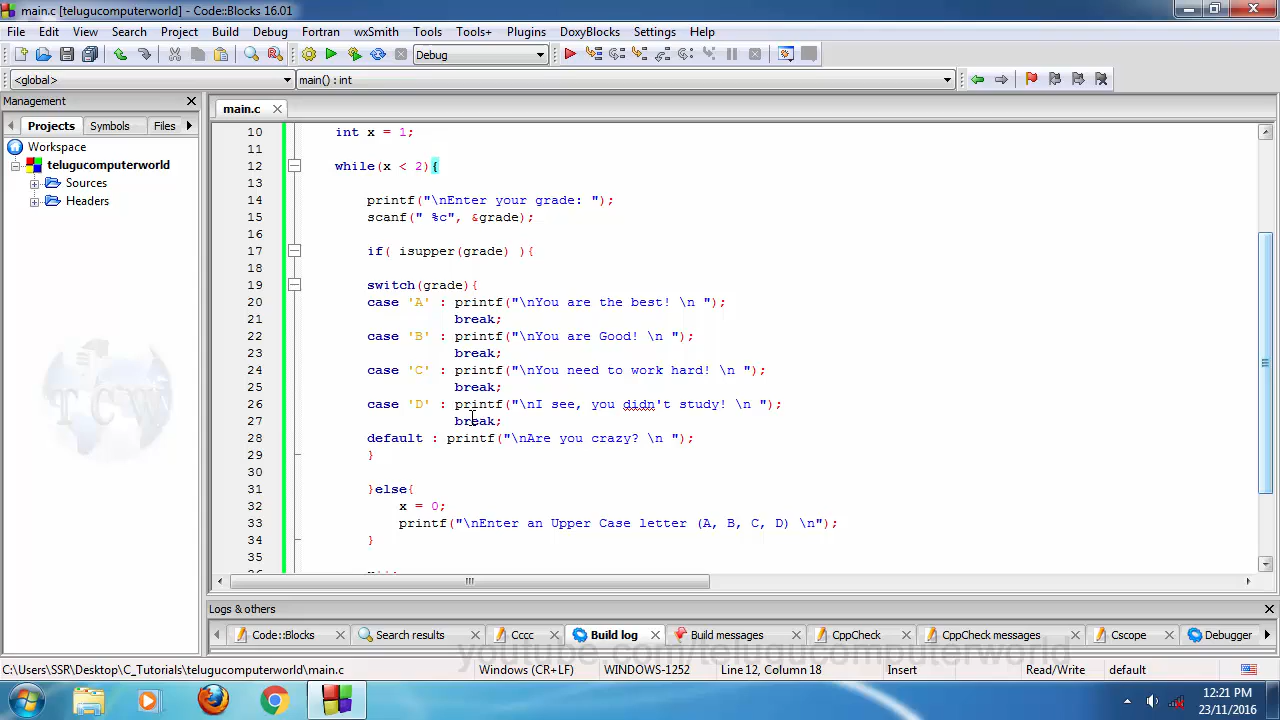 main.c [telugucomputerworld] - Code::Blocks 16.01
File Edit View Search Project Build Debug Fortran wxSmith Tools Tools+ Plugins DoxyBlocks Settings Help
Debug
<global> main() : int
Management
main.c
Projects Symbols Files
Workspace
telugucomputerworld
Sources
Headers
TCW
10 int x = 1;
11
12 while(x < 2){
13
14 printf("\nEnter your grade: ");
15 scanf(" %c", &grade);
16
17 if( isupper(grade) ){
18
19 switch(grade){
20 case 'A' : printf("\nYou are the best! \n ");
21 break;
22 case 'B' : printf("\nYou are Good! \n ");
23 break;
24 case 'C' : printf("\nYou need to work hard! \n ");
25 break;
26 case 'D' : printf("\nI see, you didn't study! \n ");
27 break;
28 default : printf("\nAre you crazy? \n ");
29 }
30
31 }else{
32 x = 0;
33 printf("\nEnter an Upper Case letter (A, B, C, D) \n");
34 }
35
Logs & others
Code::Blocks Search results Cccc Build log Build messages CppCheck CppCheck messages Cscope Debugger
youtube.com/telugucomputerworld
C:\Users\SSR\Desktop\C_Tutorials\telugucomputerworld\main.c Windows (CR+LF) WINDOWS-1252 Line 12, Column 18 Insert Read/Write default
12:21 PM
23/11/2016